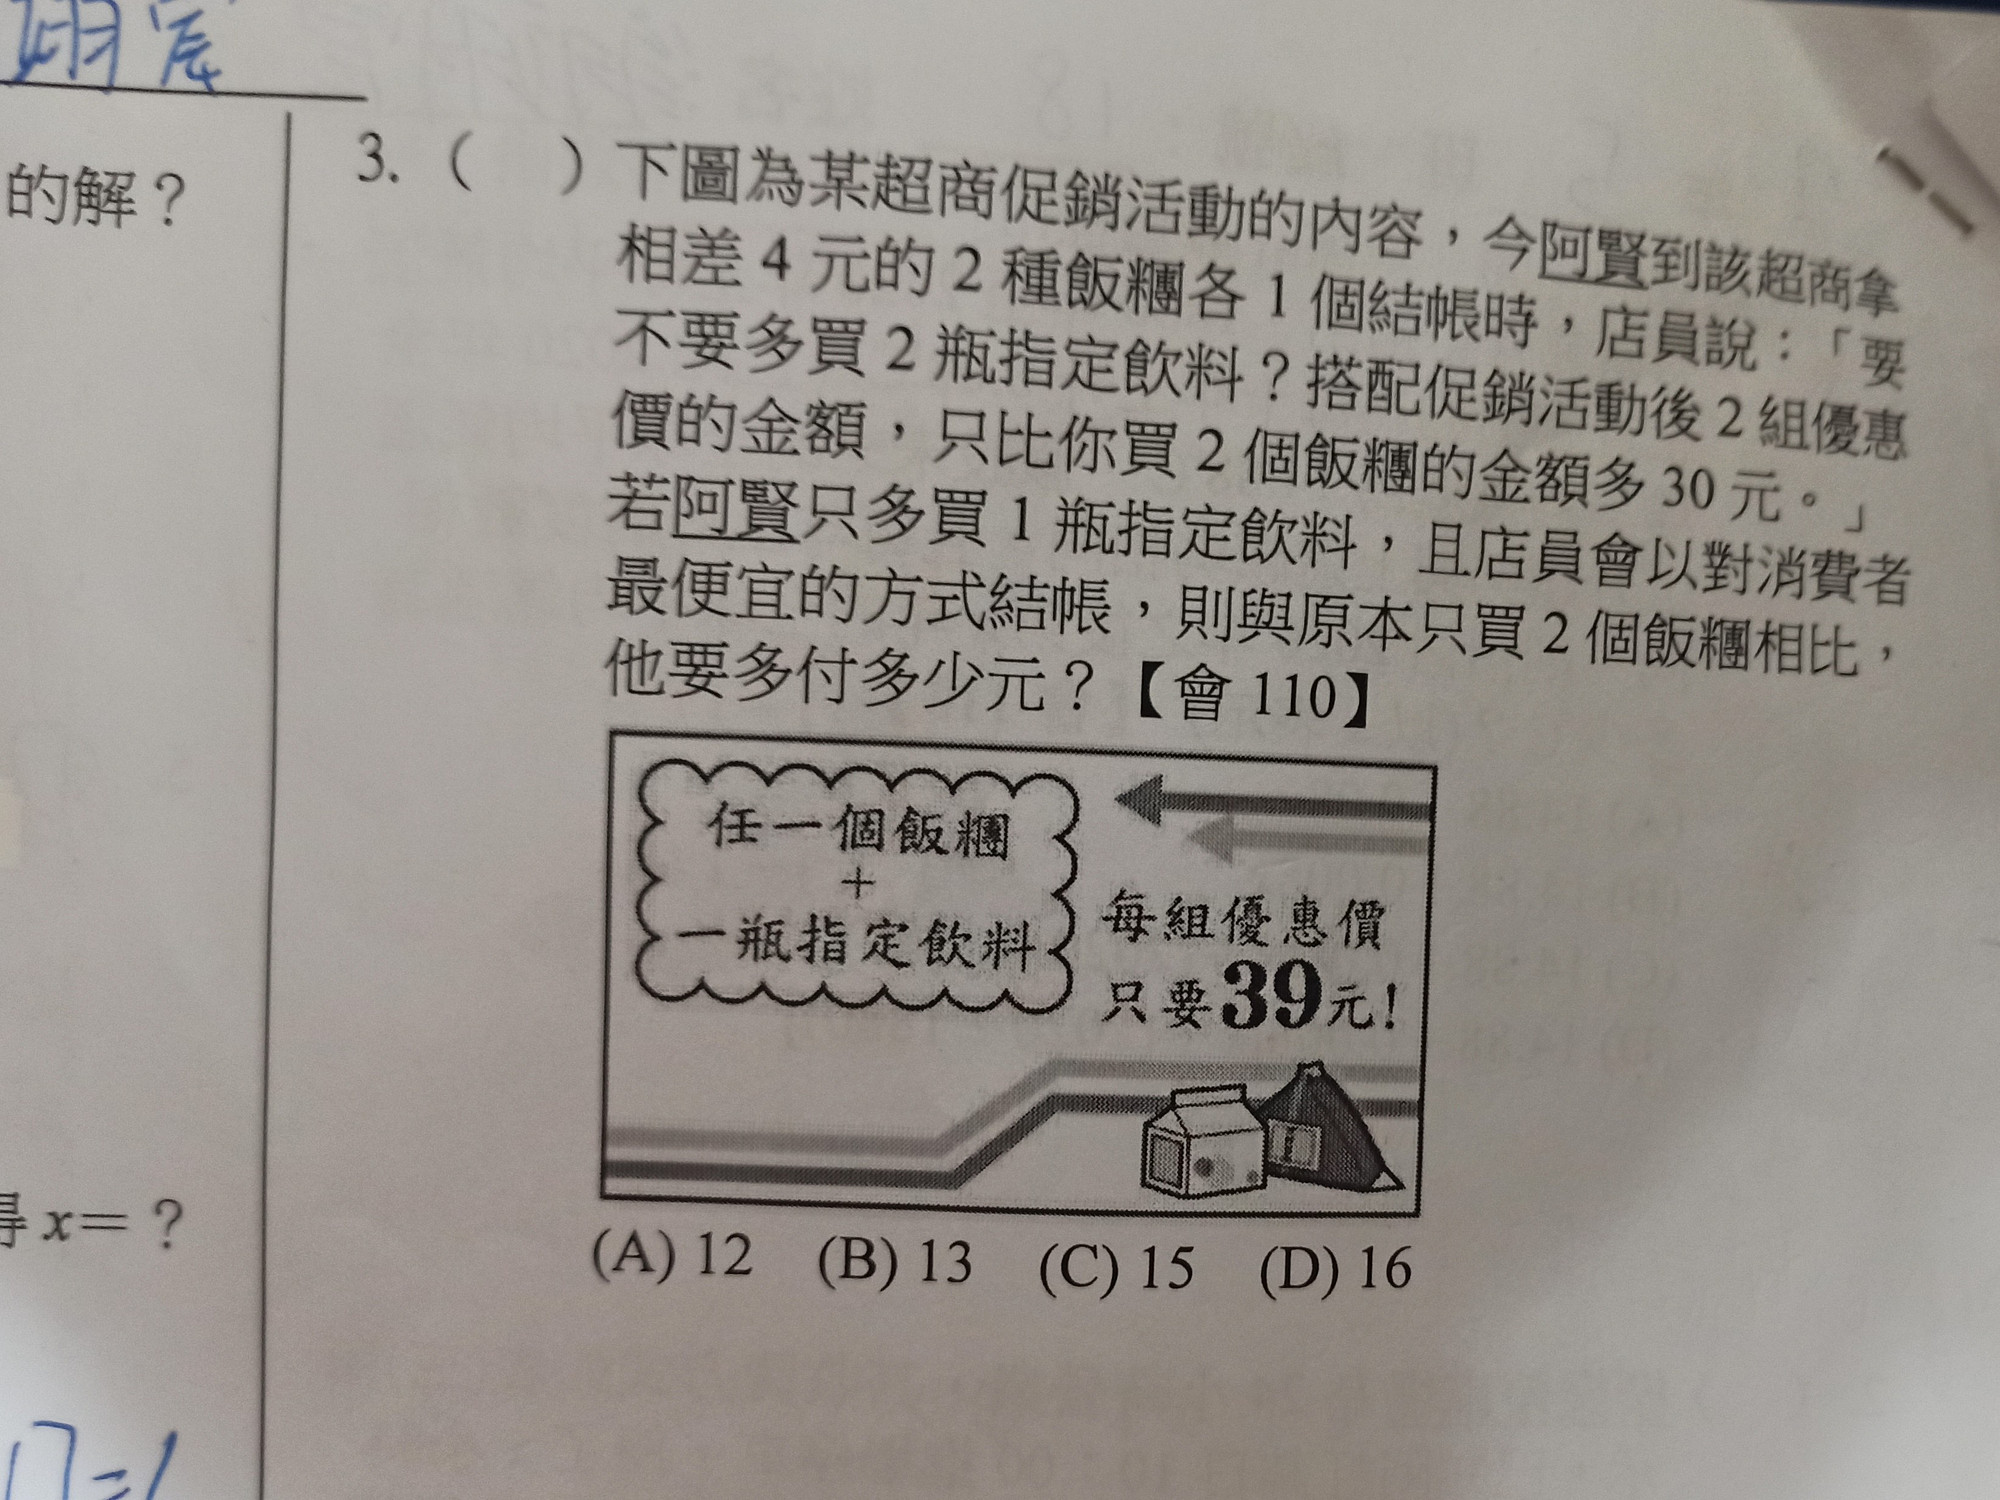 翊宸
的解？
得 x＝？
17=1
3. (　) 下圖為某超商促銷活動的內容，今阿賢到該超商拿
相差 4 元的 2 種飯糰各 1 個結帳時，店員說：「要
不要多買 2 瓶指定飲料？搭配促銷活動後 2 組優惠
價的金額，只比你買 2 個飯糰的金額多 30 元。」
若阿賢只多買 1 瓶指定飲料，且店員會以對消費者
最便宜的方式結帳，則與原本只買 2 個飯糰相比，
他要多付多少元？【會 110】
任一個飯糰
+
一瓶指定飲料
每組優惠價
只要39元!
(A) 12 (B) 13 (C) 15 (D) 16